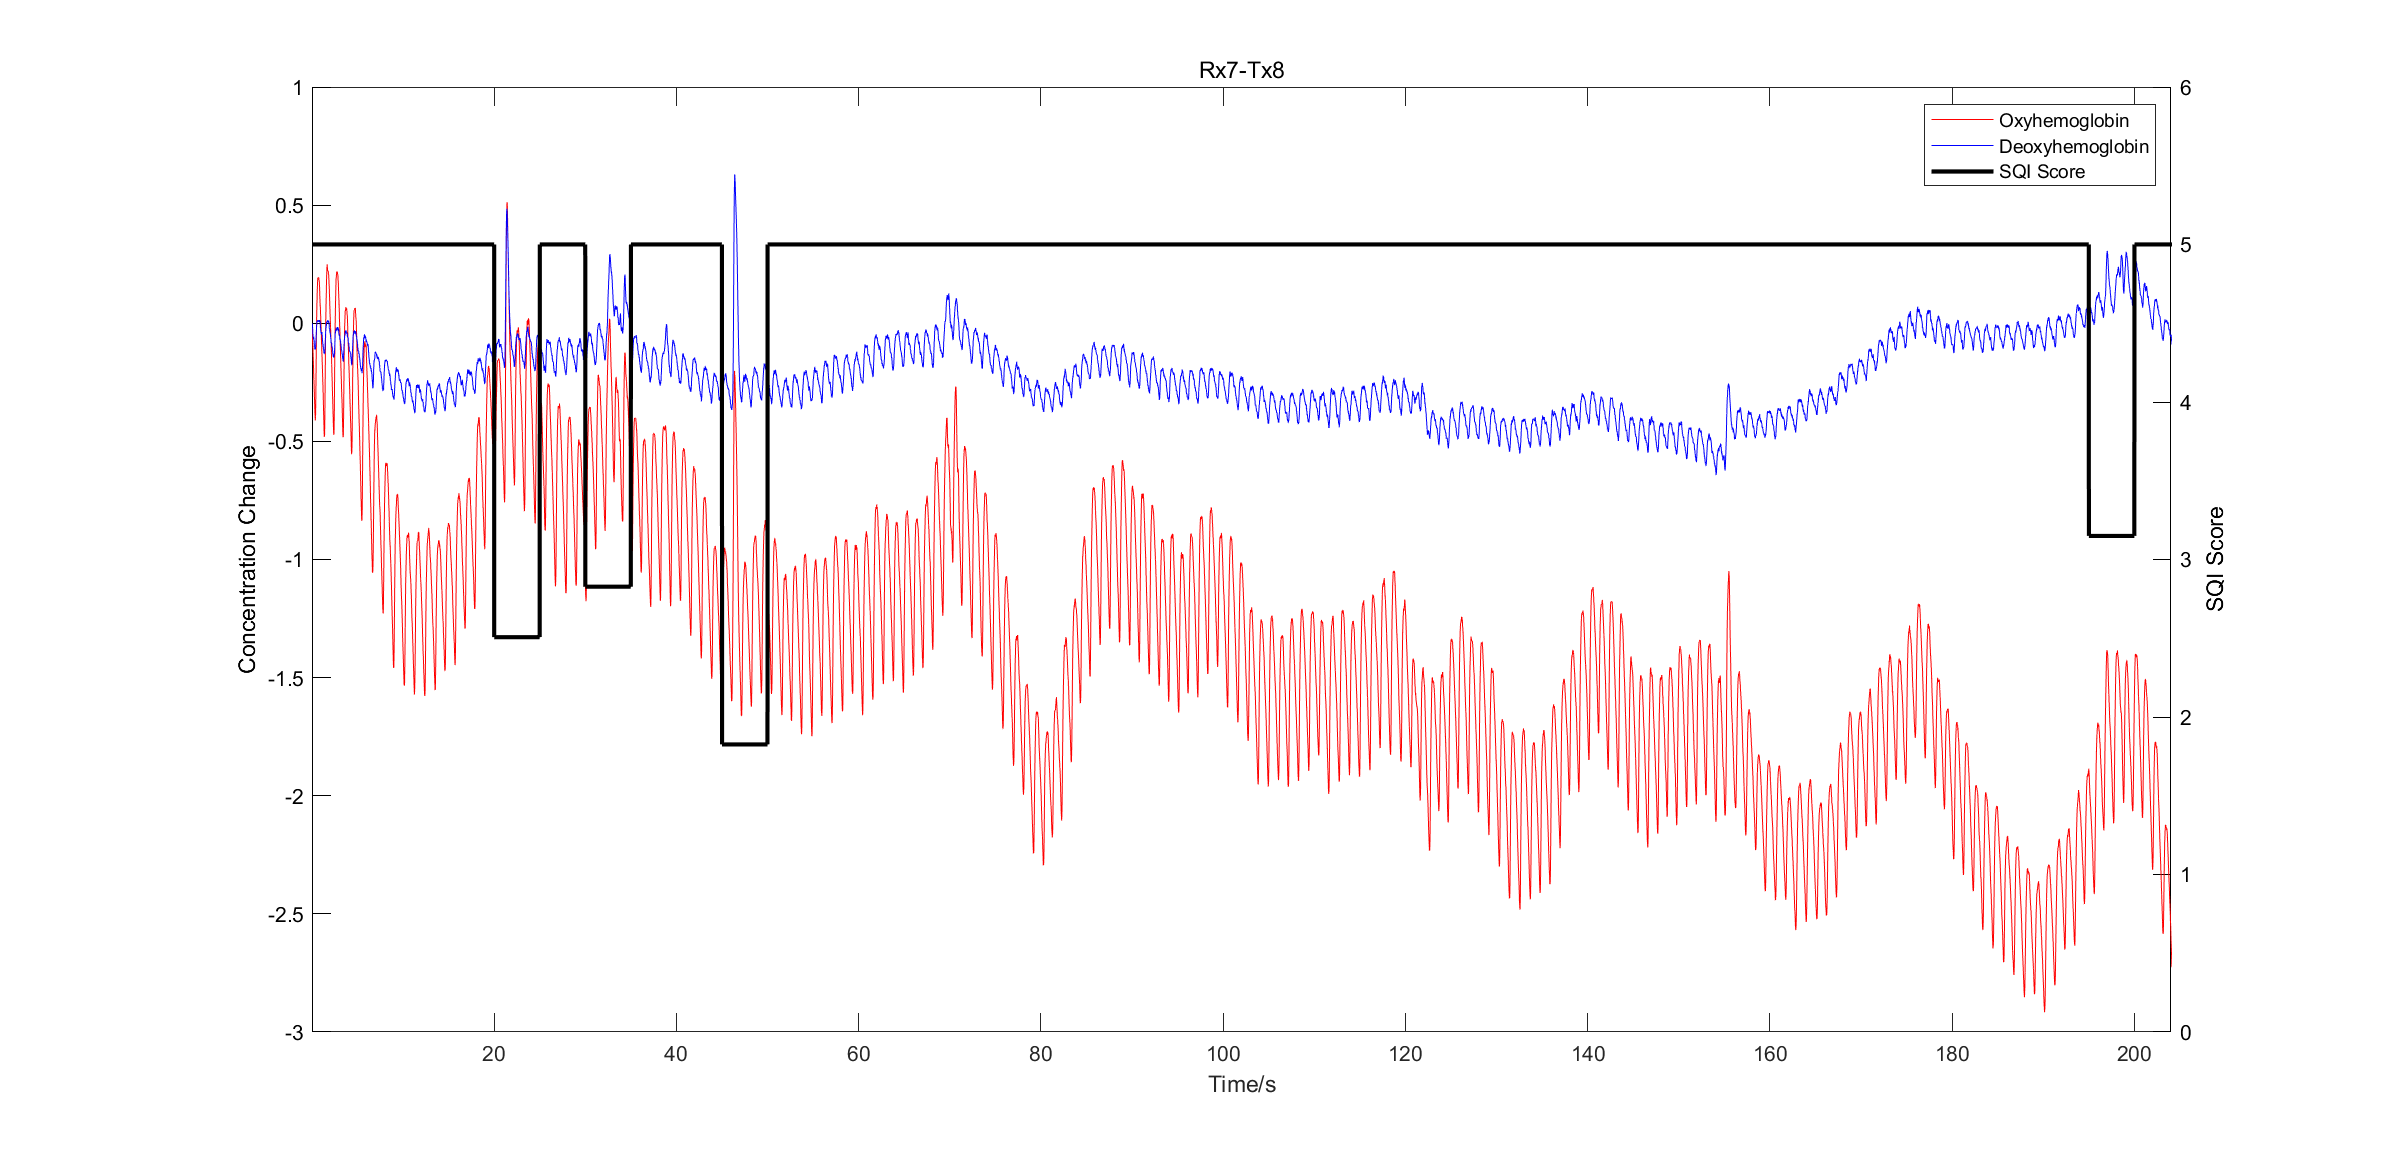 Rx7-Tx8
1
0.5
0
-0.5
-1
-1.5
-2
-2.5
-3
Concentration Change
6
5
4
3
2
1
0
SQI Score
Oxyhemoglobin
Deoxyhemoglobin
SQI Score
20 40 60 80 100 120 140 160 180 200
Time/s